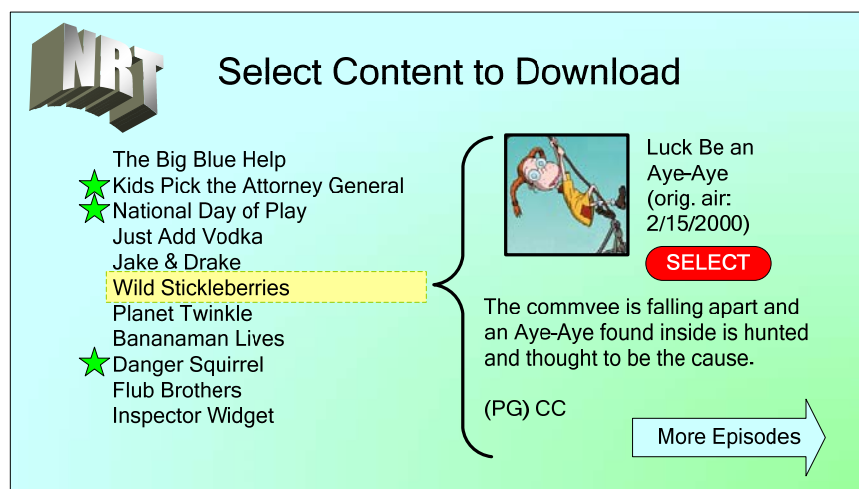 NRT
Select Content to Download
The Big Blue Help
Kids Pick the Attorney General
National Day of Play
Just Add Vodka
Jake & Drake
Wild Stickleberries
Planet Twinkle
Bananaman Lives
Danger Squirrel
Flub Brothers
Inspector Widget
Luck Be an
Aye-Aye
(orig. air:
2/15/2000)
SELECT
The commvee is falling apart and
an Aye-Aye found inside is hunted
and thought to be the cause.
(PG) CC
More Episodes